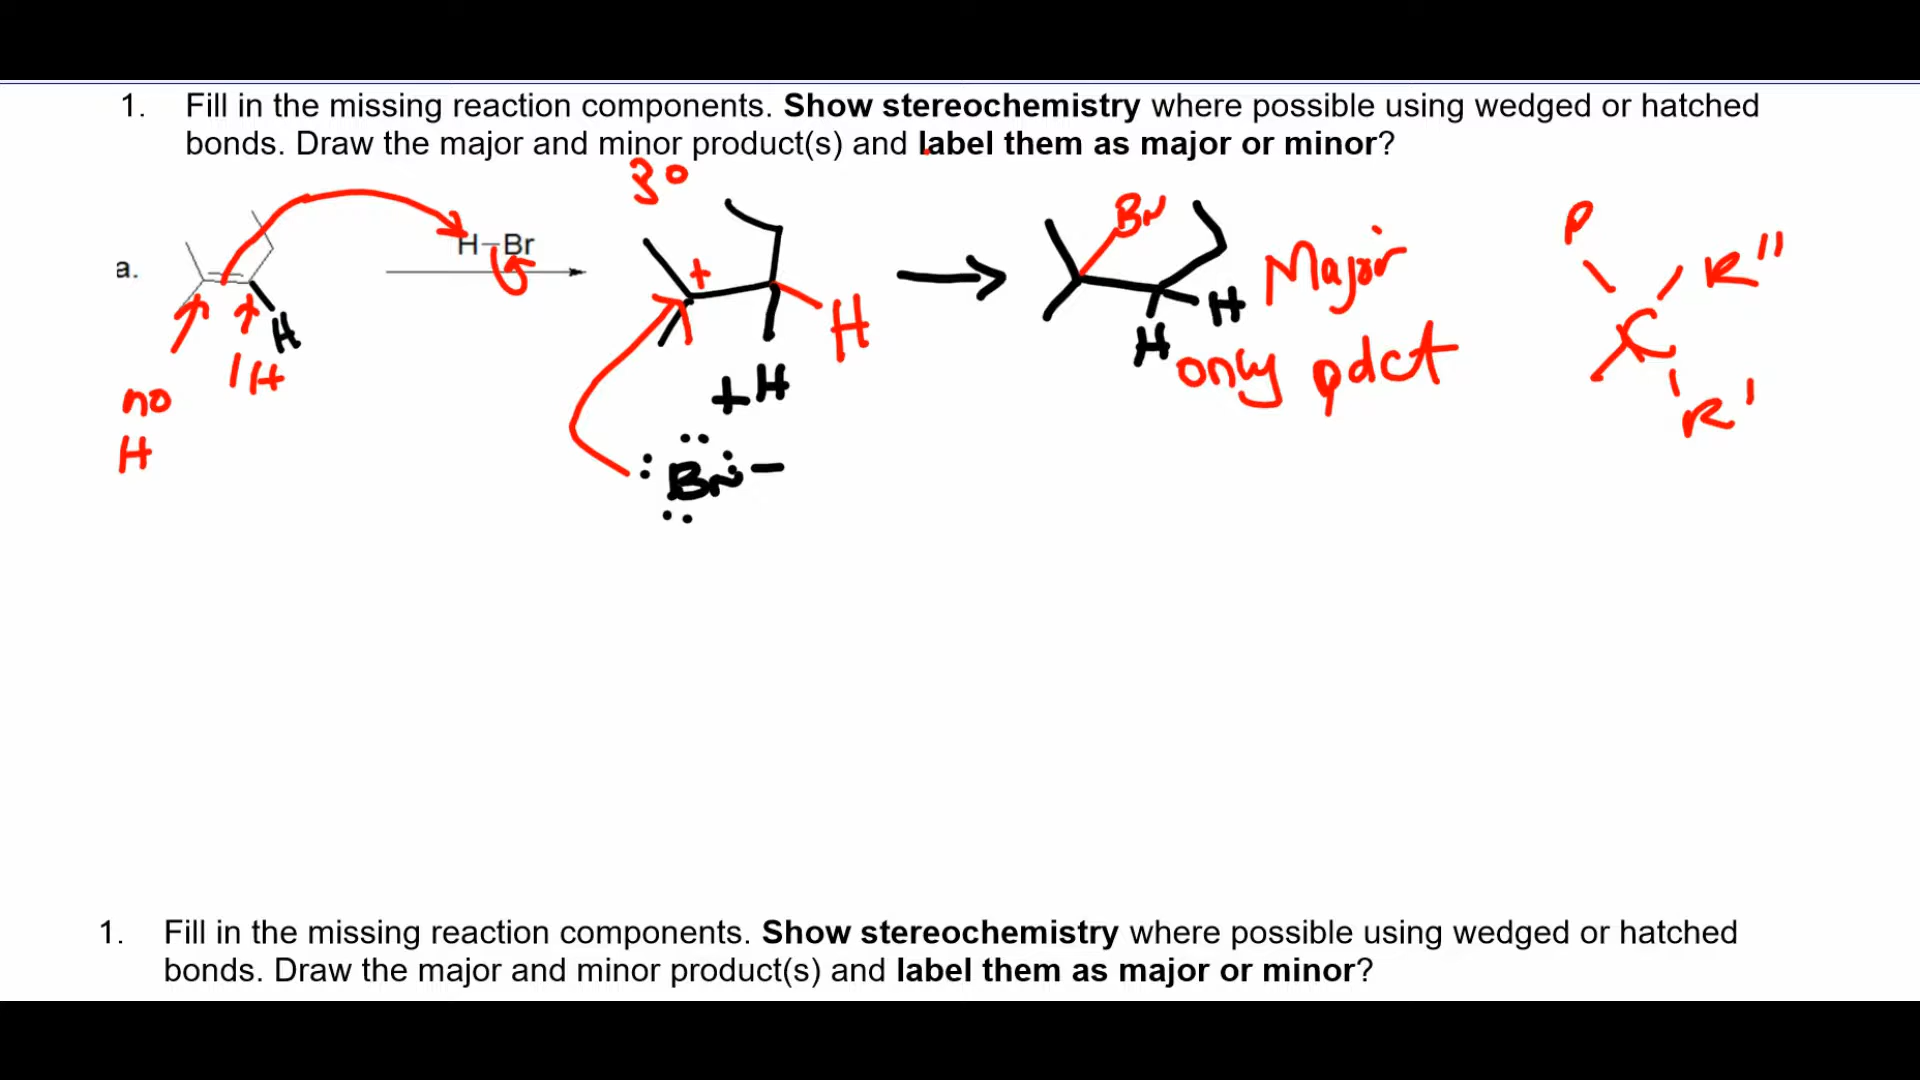 1. Fill in the missing reaction components. Show stereochemistry where possible using wedged or hatched
bonds. Draw the major and minor product(s) and label them as major or minor?
3°
a.
H-Br
+
Br
Major
R"
H
H
1H
no
H
H
H
H
only pdct
C
R'
+
:Br -
1. Fill in the missing reaction components. Show stereochemistry where possible using wedged or hatched
bonds. Draw the major and minor product(s) and label them as major or minor?